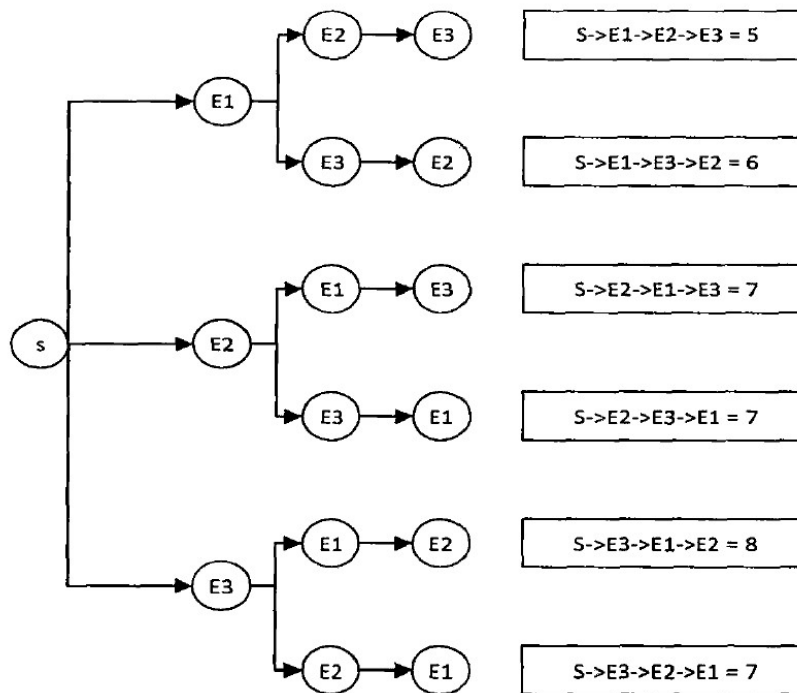 E2 E3 S->E1->E2->E3 = 5
E1
E3 E2 S->E1->E3->E2 = 6
E1 E3 S->E2->E1->E3 = 7
s E2
E3 E1 S->E2->E3->E1 = 7
E1 E2 S->E3->E1->E2 = 8
E3
E2 E1 S->E3->E2->E1 = 7